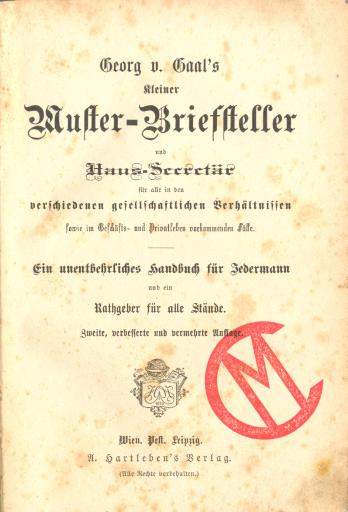 Georg v. Gaal's
Kleiner
Muster-Briefsteller
und
Haus-Secretär
für alle in den
verschiedenen gesellschaftlichen Verhältnissen
sowie im Geschäfts- und Privatleben vorkommenden Fälle.
Ein unentbehrliches Handbuch für Jedermann
und ein
Rathgeber für alle Stände.
Zweite, verbesserte und vermehrte Auflage.
CM
Wien. Pest. Leipzig.
A. Hartleben's Verlag.
(Alle Rechte vorbehalten.)